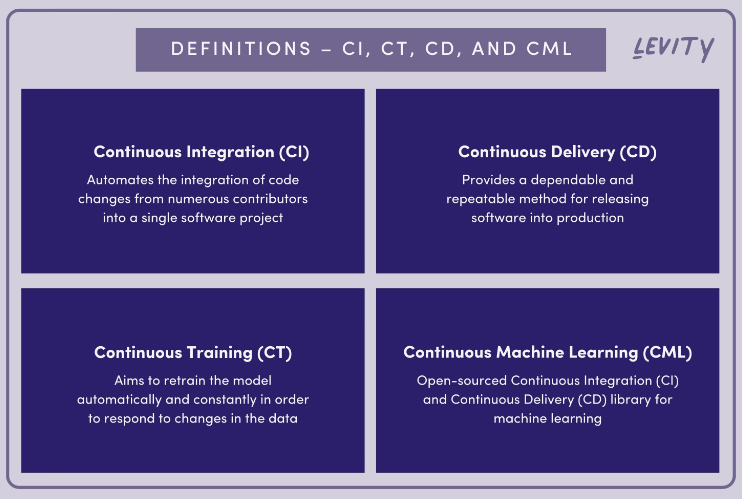 DEFINITIONS – CI, CT, CD, AND CML
LEVITY
Continuous Integration (CI)
Automates the integration of code
changes from numerous contributors
into a single software project
Continuous Delivery (CD)
Provides a dependable and
repeatable method for releasing
software into production
Continuous Training (CT)
Aims to retrain the model
automatically and constantly in order
to respond to changes in the data
Continuous Machine Learning (CML)
Open-sourced Continuous Integration (CI)
and Continuous Delivery (CD) library for
machine learning